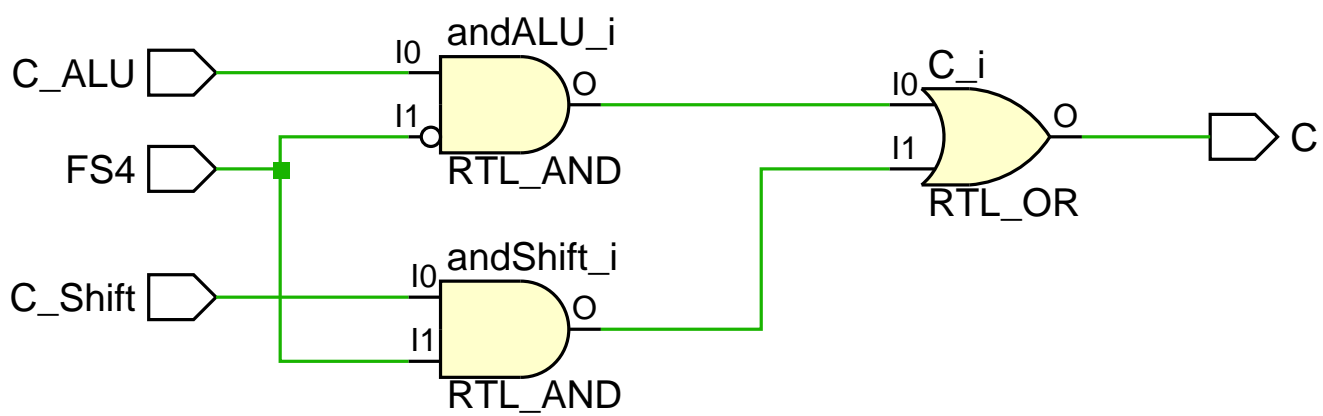 andALU_i
C_ALU
I0
O
I1
RTL_AND
FS4
C_i
I0
O
I1
C
RTL_OR
andShift_i
C_Shift
I0
O
I1
RTL_AND